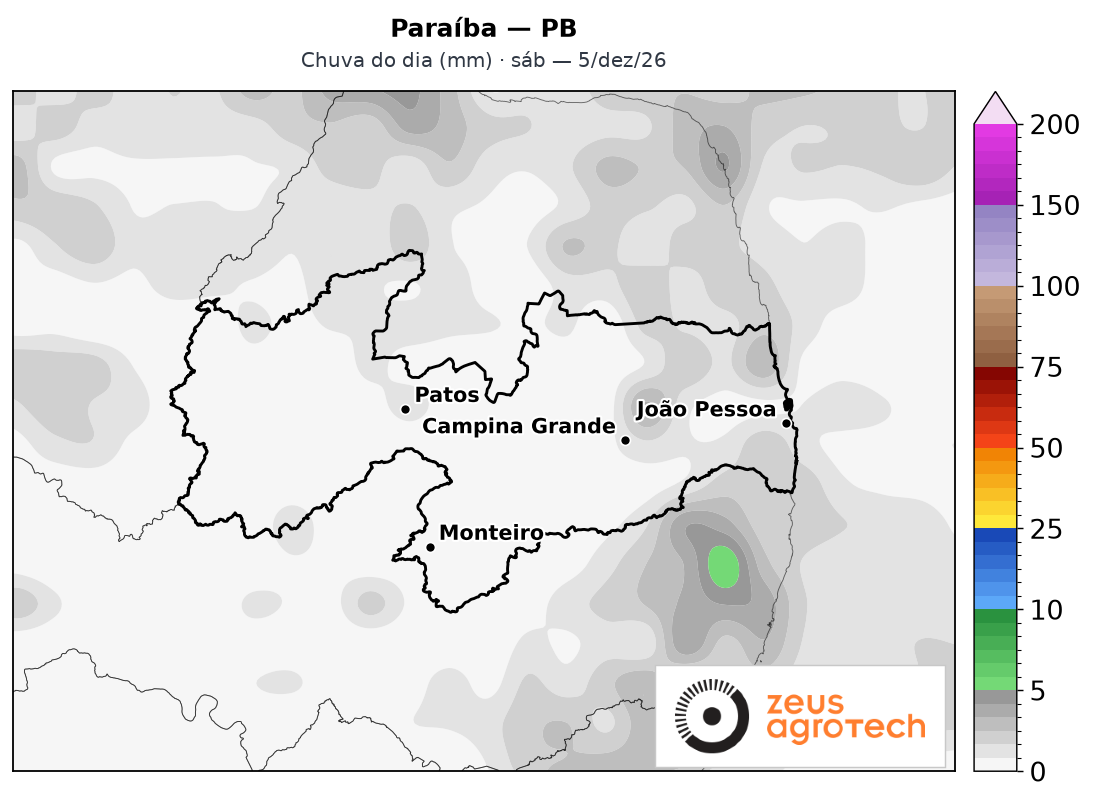 Paraíba — PB
Chuva do dia (mm) · sáb — 5/dez/26
200
150
100
75
50
25
10
5
0
Patos
João Pessoa
Campina Grande
Monteiro
zeus
agrotech